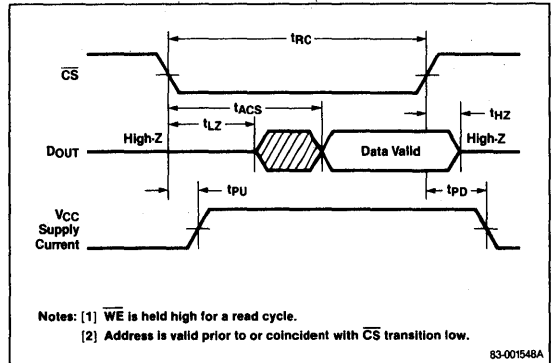 tRC
CS
tACS
tLZ
tHZ
High-Z
High-Z
DOUT
Data Valid
tPU
tPD
VCC
Supply
Current
Notes: [1] WE is held high for a read cycle.
[2] Address is valid prior to or coincident with CS transition low.
83-001548A